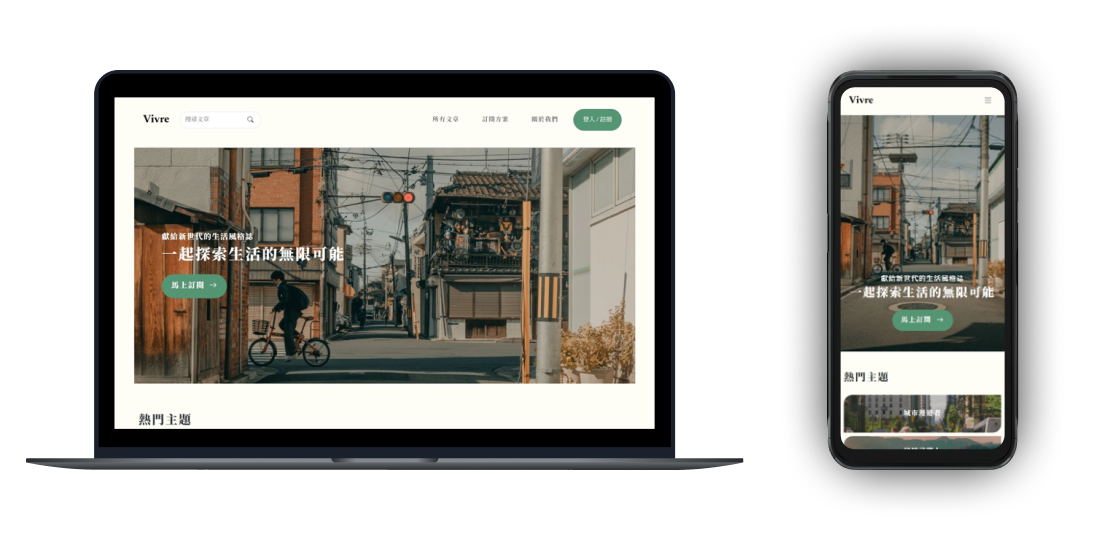 Vivre
搜尋文章
所有文章
訂閱方案
關於我們
登入 / 註冊
獻給新世代的生活風格誌
一起探索生活的無限可能
馬上訂閱 →
熱門主題
Vivre
獻給新世代的生活風格誌
一起探索生活的無限可能
馬上訂閱 →
熱門主題
城市漫遊者